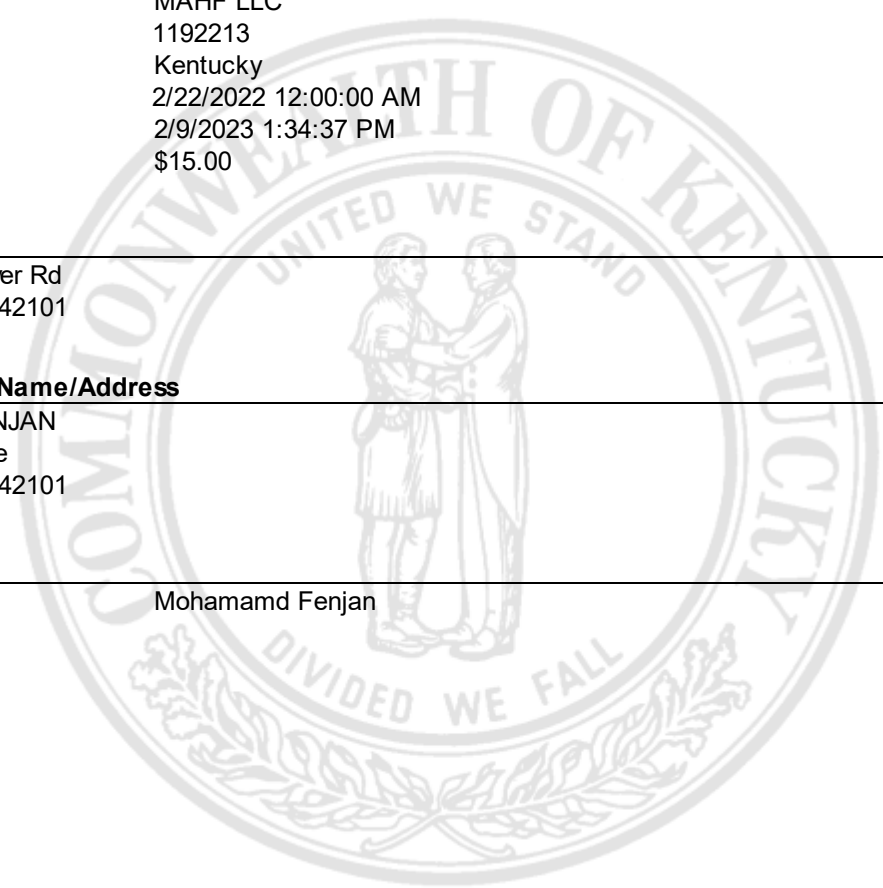 MAHF LLC
1192213
Kentucky
2/22/2022 12:00:00 AM
2/9/2023 1:34:37 PM
$15.00
er Rd
42101
Name/Address
NJAN
e
42101
Mohamamd Fenjan
COMMONWEALTH OF KENTUCKY
UNITED WE STAND
DIVIDED WE FALL